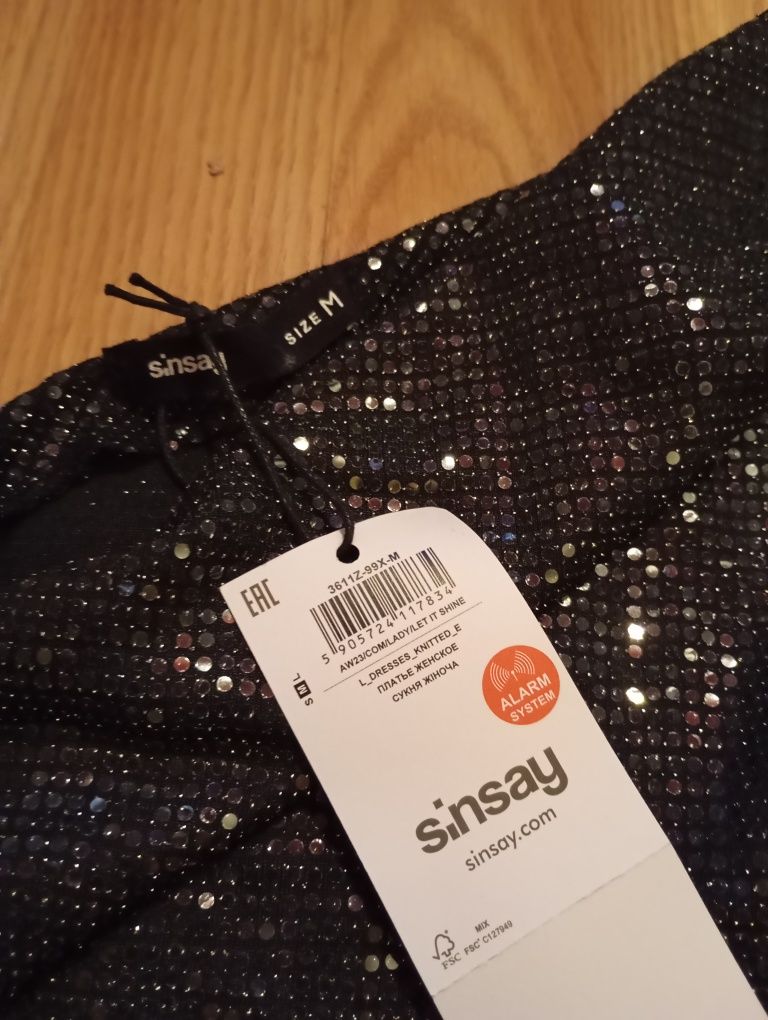 sinsay
SIZE M
EAC
3611Z-99X-M
5 905724 117834
AW23/COM/LADY/LET IT SHINE
L_DRESSES_KNITTED_E
ПЛАТЬЕ ЖЕНСКОЕ
СУКНЯ ЖІНОЧА
S M L
ALARM
SYSTEM
sinsay
sinsay.com
MIX
FSC FSC® C127949